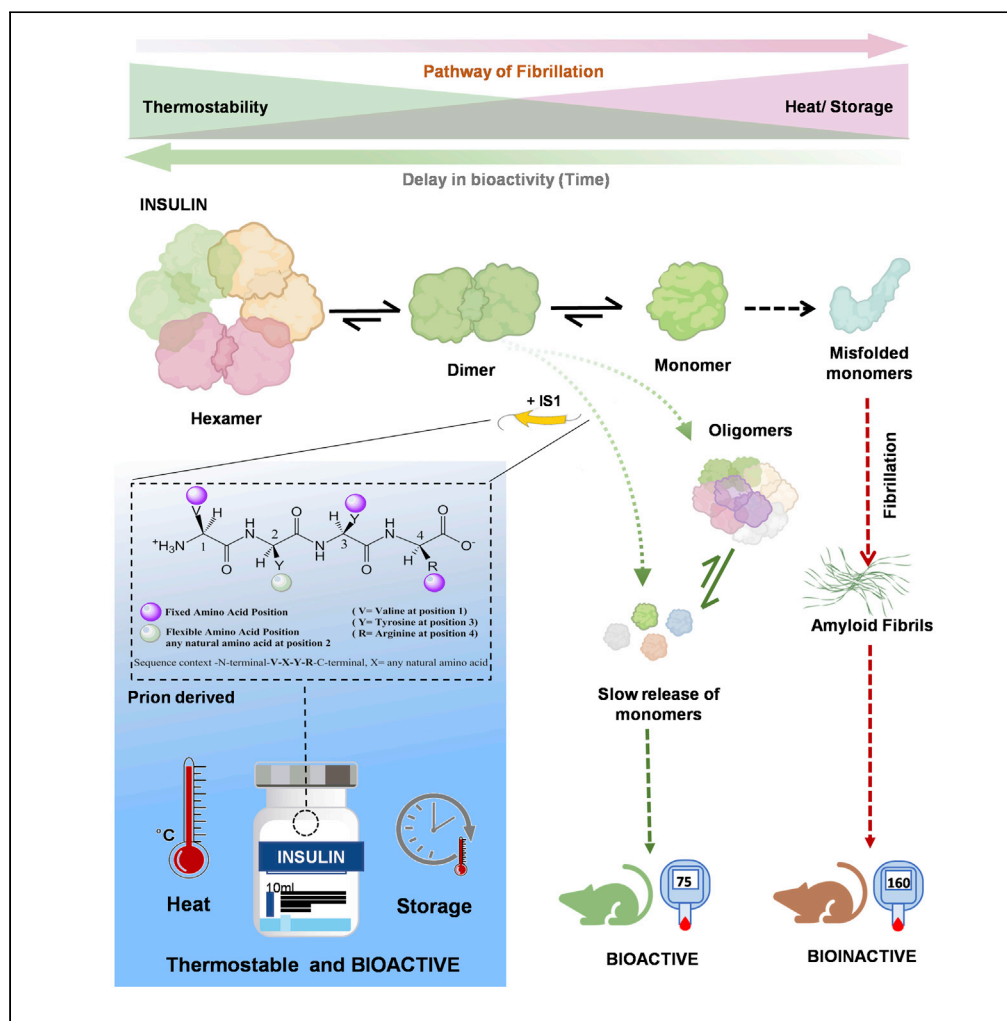 Pathway of Fibrillation
Thermostability
Heat/ Storage
Delay in bioactivity (Time)
INSULIN
Hexamer
Dimer
Monomer
Misfolded
monomers
+ IS1
Oligomers
Fibrillation
V
H
O
H
N
H
Y
O
+H3N
1
2
3
4
O
N
H
H
Y
O
N
H
H
R
O-
Fixed Amino Acid Position
( V= Valine at position 1)
Flexible Amino Acid Position
( Y= Tyrosine at position 3)
any natural amino acid at position 2
( R= Arginine at position 4)
Sequence context -N-terminal-V-X-Y-R-C-terminal, X= any natural amino acid
Prion derived
Slow release of
monomers
Amyloid Fibrils
°C
Heat
INSULIN
10ml
Storage
Thermostable and BIOACTIVE
75
BIOACTIVE
160
BIOINACTIVE